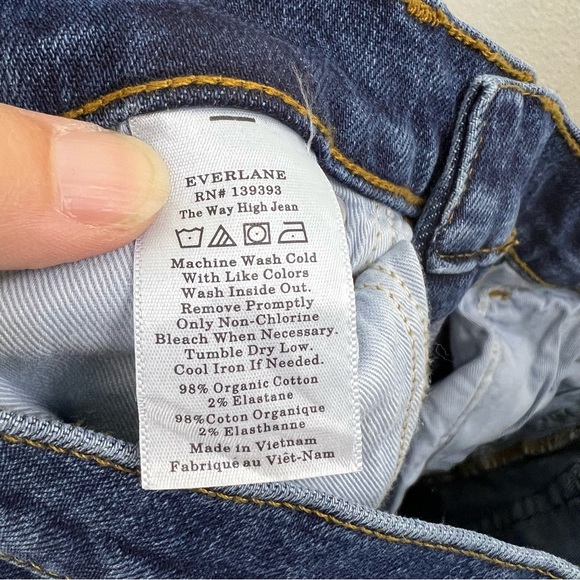 EVERLANE
RN# 139393
The Way High Jean
Machine Wash Cold
With Like Colors
Wash Inside Out.
Remove Promptly
Only Non-Chlorine
Bleach When Necessary.
Tumble Dry Low.
Cool Iron If Needed.
98% Organic Cotton
2% Elastane
98%Coton Organique
2% Elasthanne
Made in Vietnam
Fabriqué au Viêt-Nam